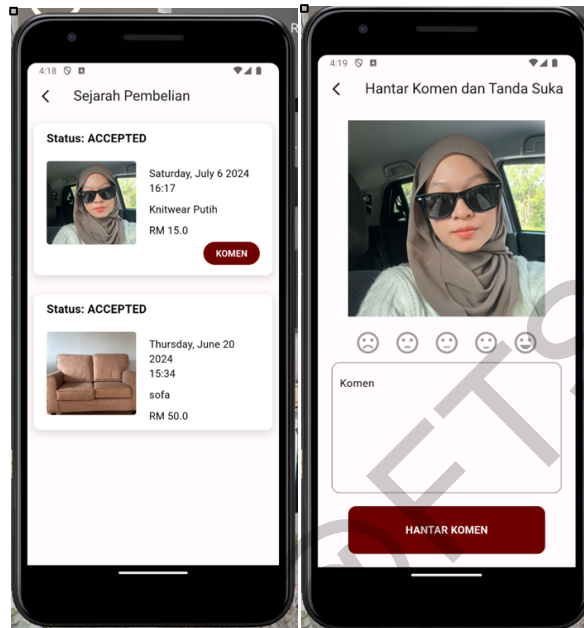 4:18
Sejarah Pembelian
Status: ACCEPTED
Saturday, July 6 2024
16:17
Knitwear Putih
RM 15.0
KOMEN
Status: ACCEPTED
Thursday, June 20
2024
15:34
sofa
RM 50.0
4:19
Hantar Komen dan Tanda Suka
Komen
HANTAR KOMEN